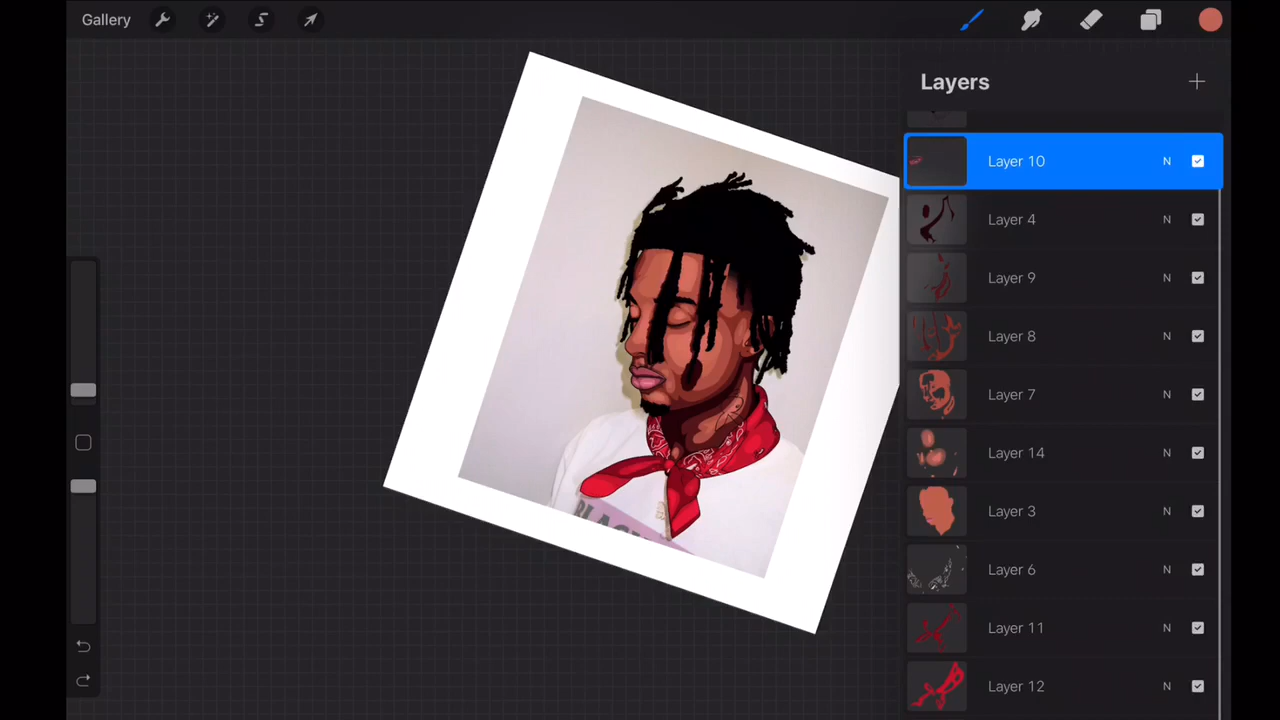 Gallery
Layers
Layer 10 N
Layer 4 N
Layer 9 N
Layer 8 N
Layer 7 N
Layer 14 N
Layer 3 N
Layer 6 N
Layer 11 N
Layer 12 N